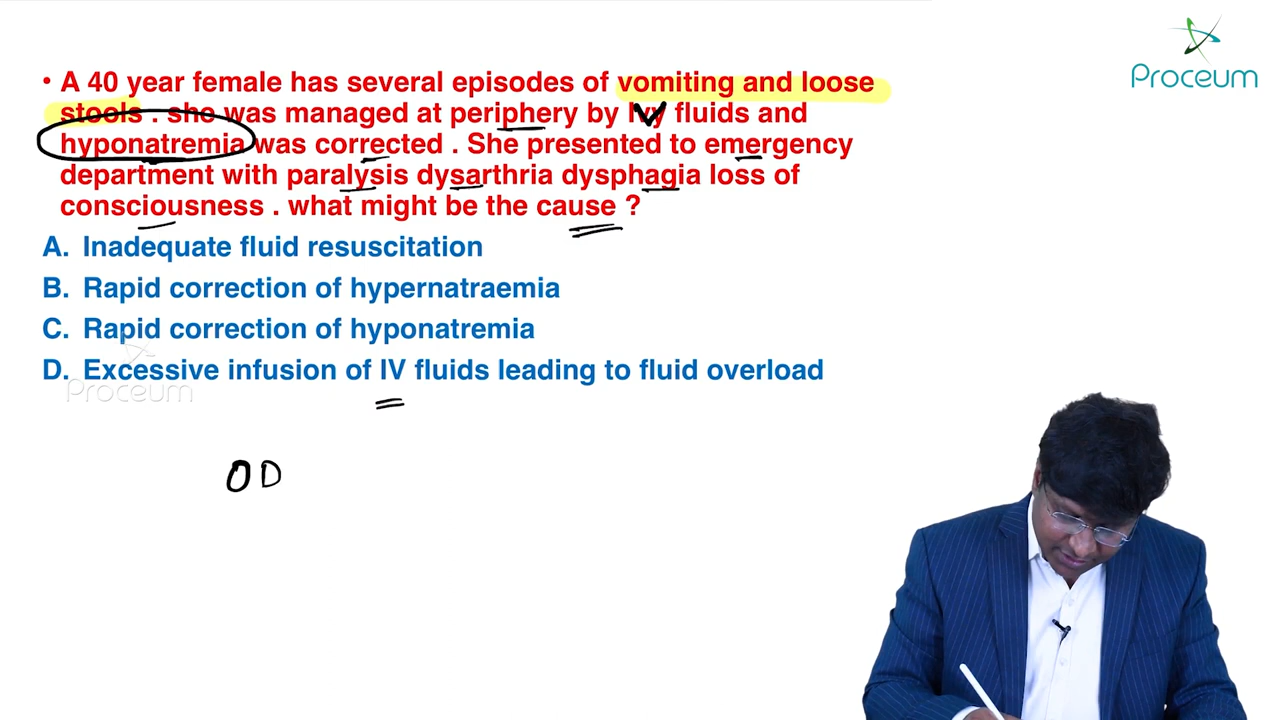 Proceum
• A 40 year female has several episodes of vomiting and loose
stools . she was managed at periphery by Ivy fluids and
hyponatremia was corrected . She presented to emergency
department with paralysis dysarthria dysphagia loss of
consciousness . what might be the cause ?
A. Inadequate fluid resuscitation
B. Rapid correction of hypernatraemia
C. Rapid correction of hyponatremia
D. Excessive infusion of IV fluids leading to fluid overload
Proceum
OD